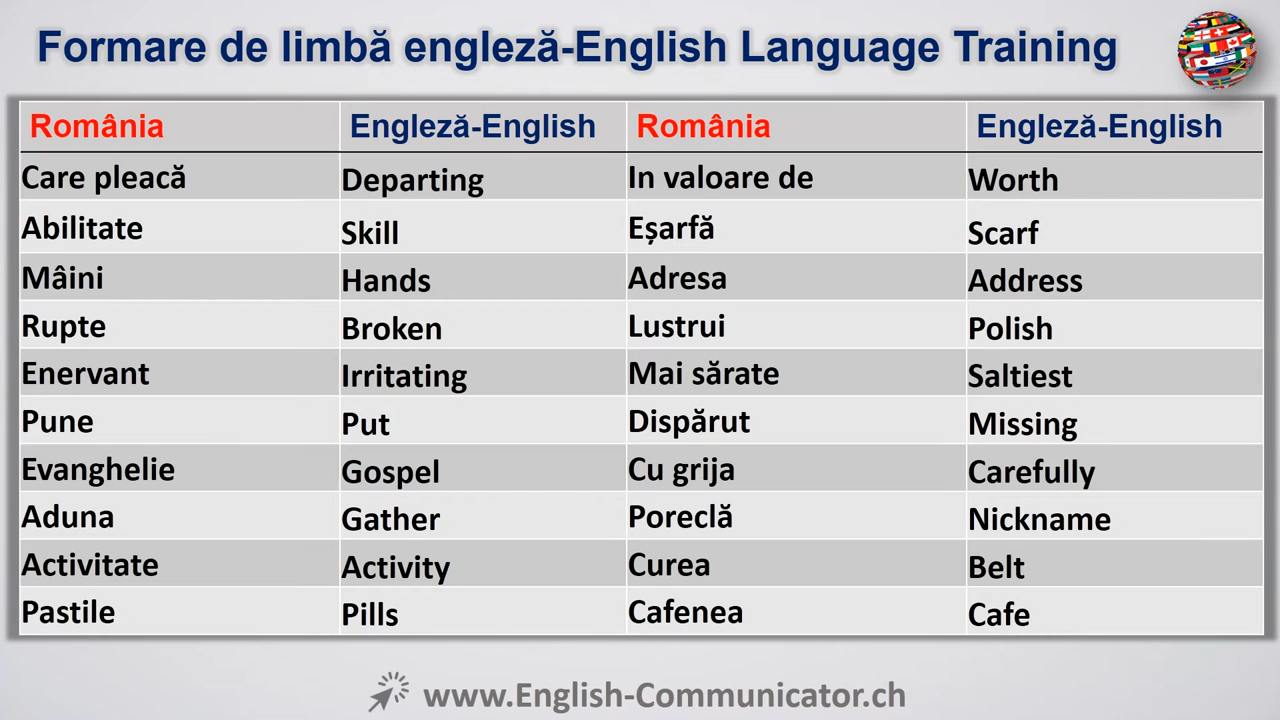 Formare de limbă engleză-English Language Training
România Engleză-English România Engleză-English
Care pleacă Departing In valoare de Worth
Abilitate Skill Eșarfă Scarf
Mâini Hands Adresa Address
Rupte Broken Lustrui Polish
Enervant Irritating Mai sărate Saltiest
Pune Put Dispărut Missing
Evanghelie Gospel Cu grija Carefully
Aduna Gather Poreclă Nickname
Activitate Activity Curea Belt
Pastile Pills Cafenea Cafe
www.English-Communicator.ch